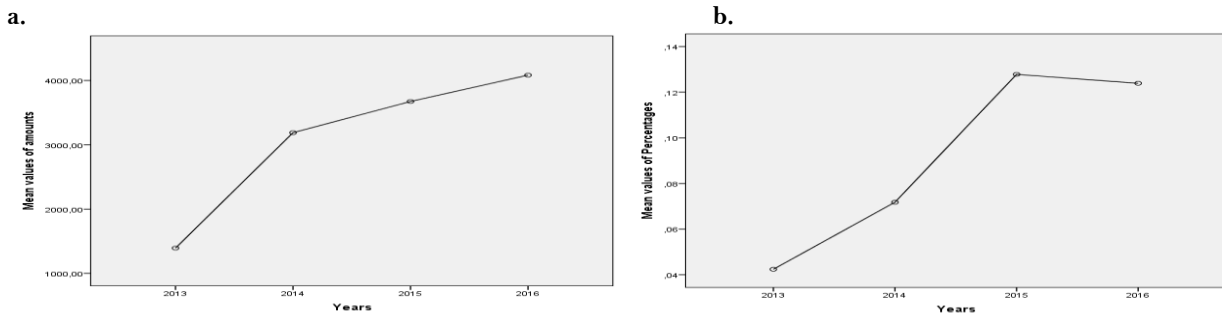 a.
Mean values of amounts
4000,00
3000,00
2000,00
1000,00
2013 2014 2015 2016
Years
b.
Mean values of Percentages
,14
,12
,10
,08
,06
,04
2013 2014 2015 2016
Years